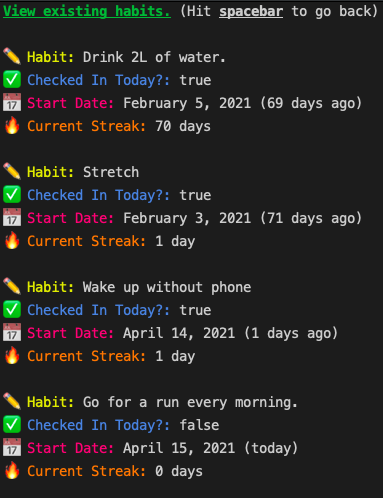 View existing habits. (Hit spacebar to go back)
✏️ Habit: Drink 2L of water.
✅ Checked In Today?: true
📅 Start Date: February 5, 2021 (69 days ago)
🔥 Current Streak: 70 days
✏️ Habit: Stretch
✅ Checked In Today?: true
📅 Start Date: February 3, 2021 (71 days ago)
🔥 Current Streak: 1 day
✏️ Habit: Wake up without phone
✅ Checked In Today?: true
📅 Start Date: April 14, 2021 (1 days ago)
🔥 Current Streak: 1 day
✏️ Habit: Go for a run every morning.
✅ Checked In Today?: false
📅 Start Date: April 15, 2021 (today)
🔥 Current Streak: 0 days